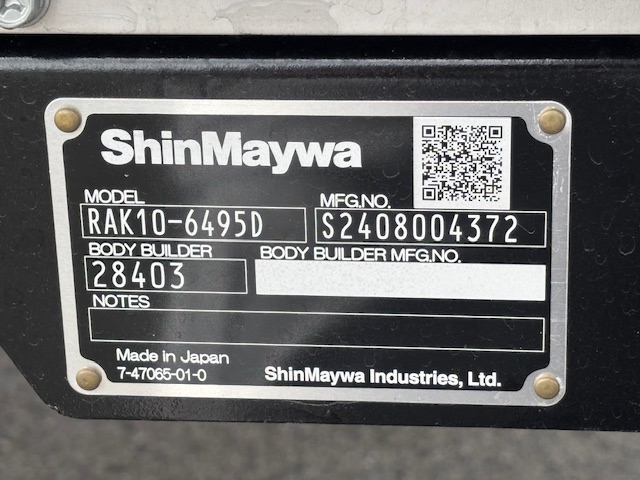 ShinMaywa
MODEL MFG.NO.
RAK10-6495D S2408004372
BODY BUILDER BODY BUILDER MFG.NO.
28403
NOTES
Made in Japan
7-47065-01-0 ShinMaywa Industries, Ltd.